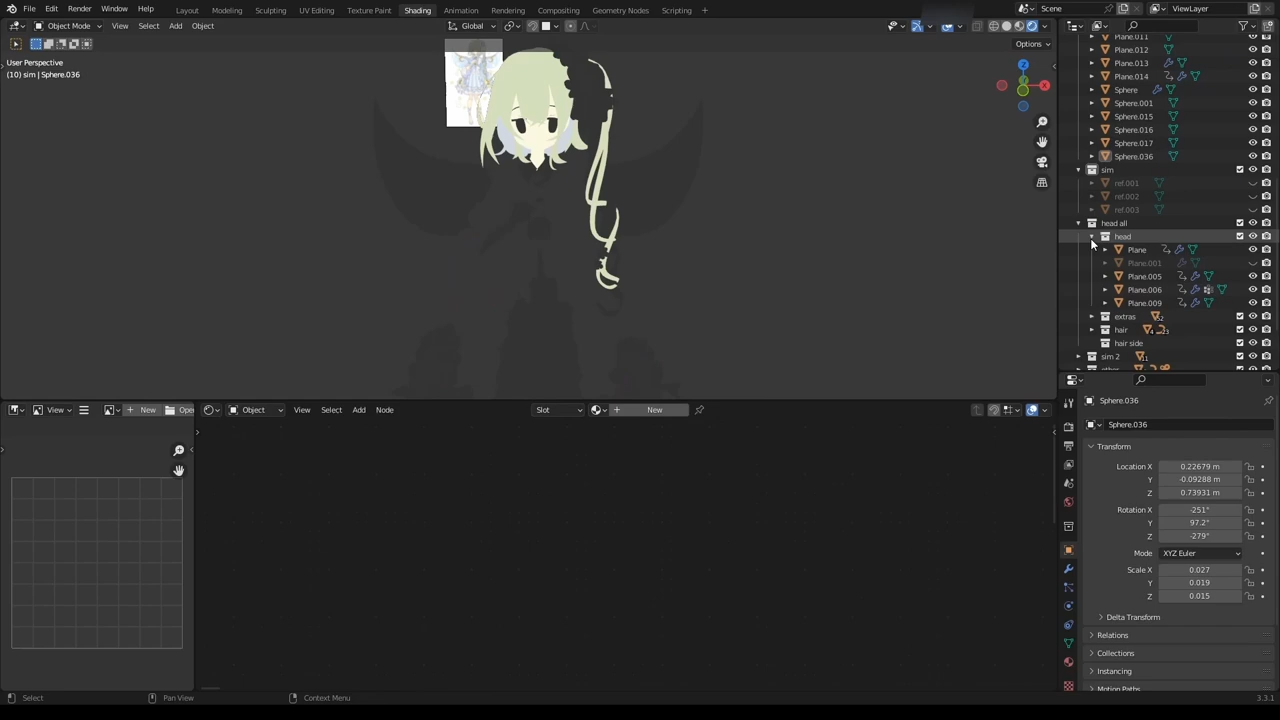 File Edit Render Window Help Layout Modeling Sculpting UV Editing Texture Paint Shading Animation Rendering Compositing Geometry Nodes Scripting + Scene ViewLayer
Object Mode View Select Add Object Global
Options
User Perspective
(10) sim | Sphere.036
Plane.011
Plane.012
Plane.013
Plane.014
Sphere
Sphere.001
Sphere.015
Sphere.016
Sphere.017
Sphere.036
sim
ref.001
ref.002
ref.003
head all
head
Plane
Plane.001
Plane.005
Plane.006
Plane.009
extras 52
hair 4 23
hair side
sim 2 11
View New Ope Object View Select Add Node Slot New
Sphere.036
Sphere.036
Transform
Location X 0.22679 m
Y -0.09288 m
Z 0.73931 m
Rotation X -251°
Y 97.2°
Z -279°
Mode XYZ Euler
Scale X 0.027
Y 0.019
Z 0.015
Delta Transform
Relations
Collections
Instancing
Motion Paths
Select Pan View Context Menu 3.3.1